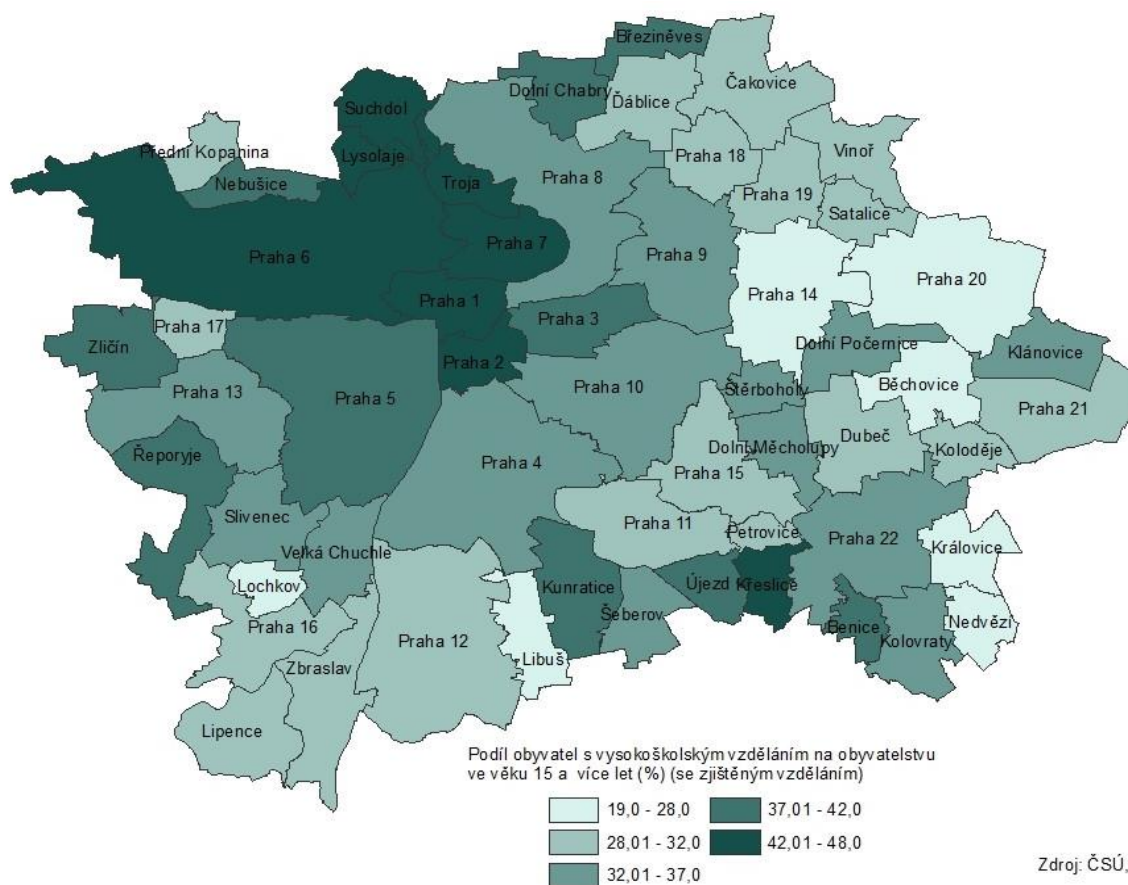 Březiněves
Dolní Chabry
Čakovice
Ďáblice
Suchdol
Přední Kopanina
Lysolaje
Praha 18
Vinoř
Nebušice
Troja
Praha 8
Praha 19
Satalice
Praha 7
Praha 6
Praha 9
Praha 20
Praha 14
Praha 1
Praha 3
Praha 17
Zličín
Dolní Počernice
Klánovice
Praha 2
Praha 13
Praha 5
Praha 10
Štěrboholy
Běchovice
Praha 21
Řeporyje
Praha 4
Dolní Měcholupy
Dubeč
Koloděje
Praha 15
Slivenec
Praha 11
Petrovice
Praha 22
Velká Chuchle
Královice
Lochkov
Kunratice
Újezd
Křeslice
Šeberov
Praha 16
Praha 12
Benice
Nedvězí
Kolovraty
Zbraslav
Libuš
Lipence
Podíl obyvatel s vysokoškolským vzděláním na obyvatelstvu
ve věku 15 a více let (%) (se zjištěným vzděláním)
19,0 - 28,0
28,01 - 32,0
32,01 - 37,0
37,01 - 42,0
42,01 - 48,0
Zdroj: ČSÚ,